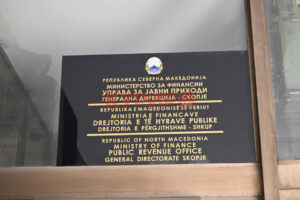 РЕПУБЛИКА СЕВЕРНА МАКЕДОНИЈА
МИНИСТЕРСТВО ЗА ФИНАНСИИ
УПРАВА ЗА ЈАВНИ ПРИХОДИ
ГЕНЕРАЛНА ДИРЕКЦИЈА - СКОПЈЕ
REPUBLIKA E MAQEDONISË SË VERIUT
MINISTRIA E FINANCAVE
DREJTORIA E TË HYRAVE PUBLIKE
DREJTORIA E PËRGJITHSHME - SHKUP
REPUBLIC OF NORTH MACEDONIA
MINISTRY OF FINANCE
PUBLIC REVENUE OFFICE
GENERAL DIRECTORATE SKOPJE